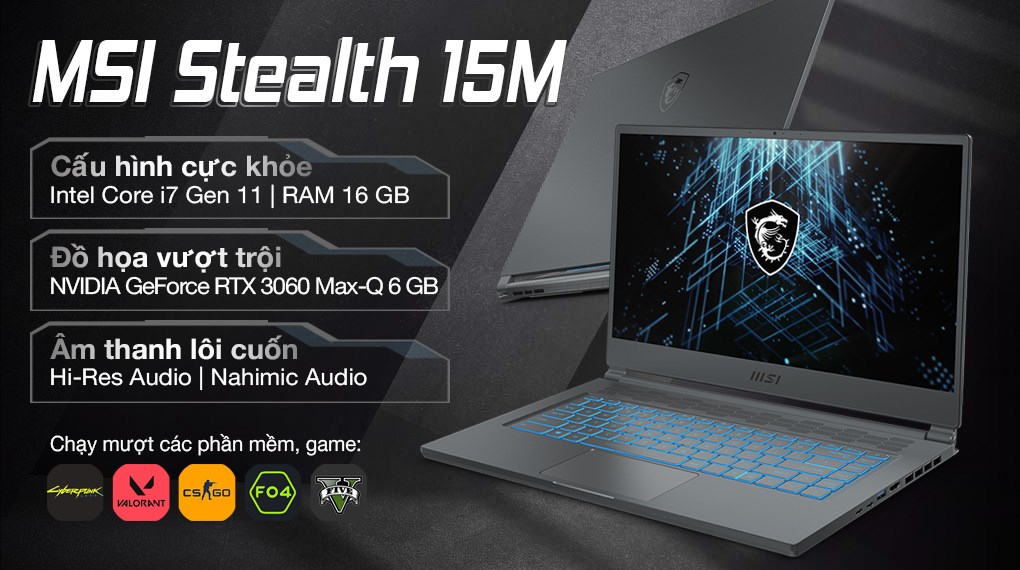 MSI Stealth 15M
Cấu hình cực khỏe
Intel Core i7 Gen 11 | RAM 16 GB
Đồ họa vượt trội
NVIDIA GeForce RTX 3060 Max-Q 6 GB
Âm thanh lôi cuốn
Hi-Res Audio | Nahimic Audio
Chạy mượt các phần mềm, game:
CYBERPUNK
VALORANT
CS GO
FO4
V
FIVE
msi